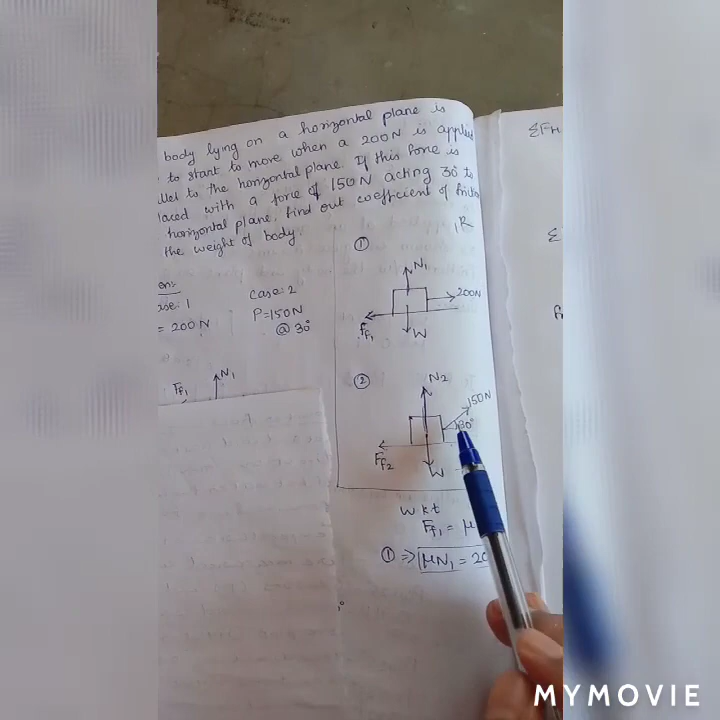 body lying on a horizontal plane is
to start to move when a 200N is applied
llel to the horizontal plane. If this force is
laced with a force of 150N acting 30° to
horizontal plane. find out coefficient of friction
the weight of body
①
R
en:
case: 2
ase: 1
P=150N
= 200N
@ 30°
N1
200N
Ff1
W
Ff1
N1
②
N2
150N
30°
Ff2
W
W k t
Ff1 = μ
① ⇒ μN1 = 20
ΣFH
Σ
MYMOVIE